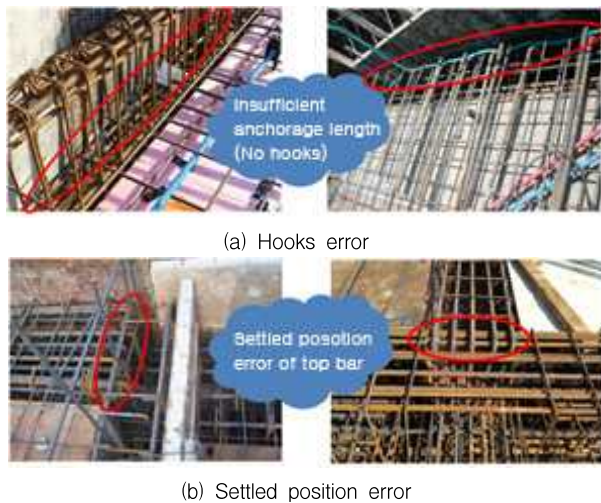 Insufficient
anchorage length
(No hooks)
(a) Hooks error
Settled posotion
error of top bar
(b) Settled position error